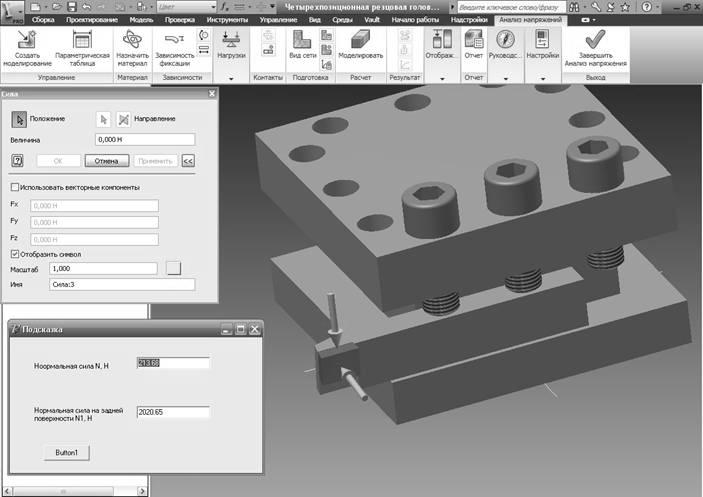 PRO
Цвет
Четырехпозиционная резцовая голов...
Введите ключевое слово/фразу
Сборка Проектирование Модель Проверка Инструменты Управление Вид Среды Vault Начало работы Надстройки Анализ напряжений
Создать моделирование
Параметрическая таблица
Назначить материал
Зависимость фиксации
Нагрузки
Вид сети
Моделировать
Отображ...
Отчет
Руководс...
Настройки
Завершить Анализ напряжения
Управление Материал Зависимости Контакты Подготовка Расчет Результат Отчет Выход
Сила
Положение Направление
Величина 0,000 Н
ОК Отмена Применить <<
Использовать векторные компоненты
Fx 0,000 Н
Fy 0,000 Н
Fz 0,000 Н
Отобразить символ
Масштаб 1,000
Имя Сила:3
Подсказка
Ноормальная сила N, Н
Нормальная сила на задней
поверхности N1, Н
2020.65
Button1